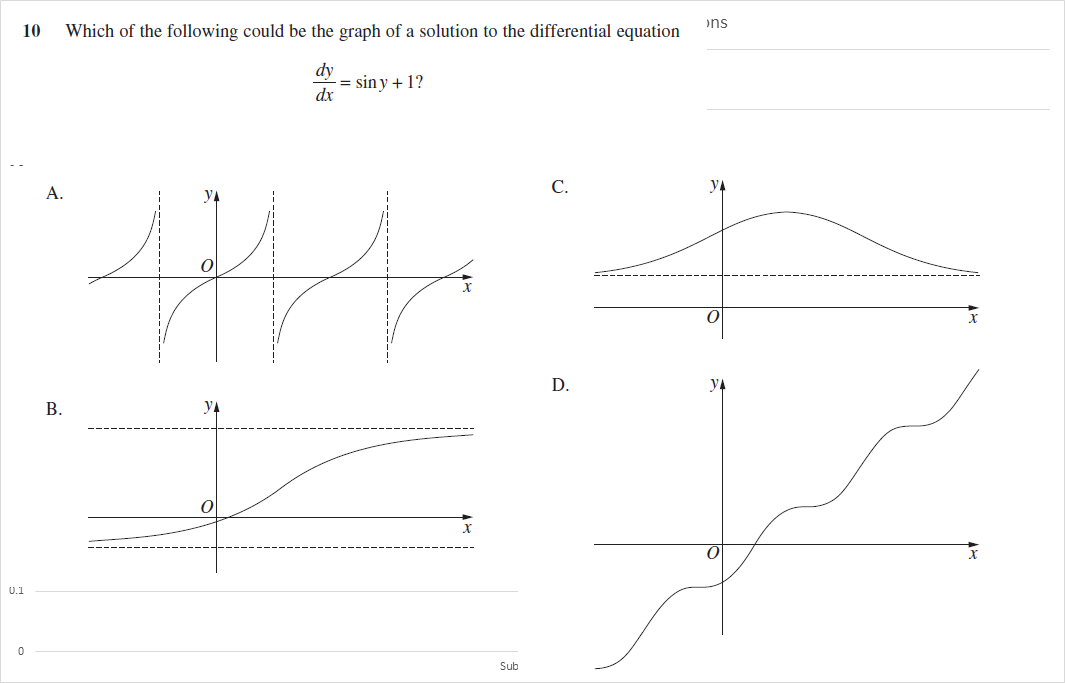 10 Which of the following could be the graph of a solution to the differential equation
ons
dy
dx
= sin y + 1?
A.
y
O
x
C.
y
O
x
B.
y
O
x
D.
y
O
x
0.1
0
Sub